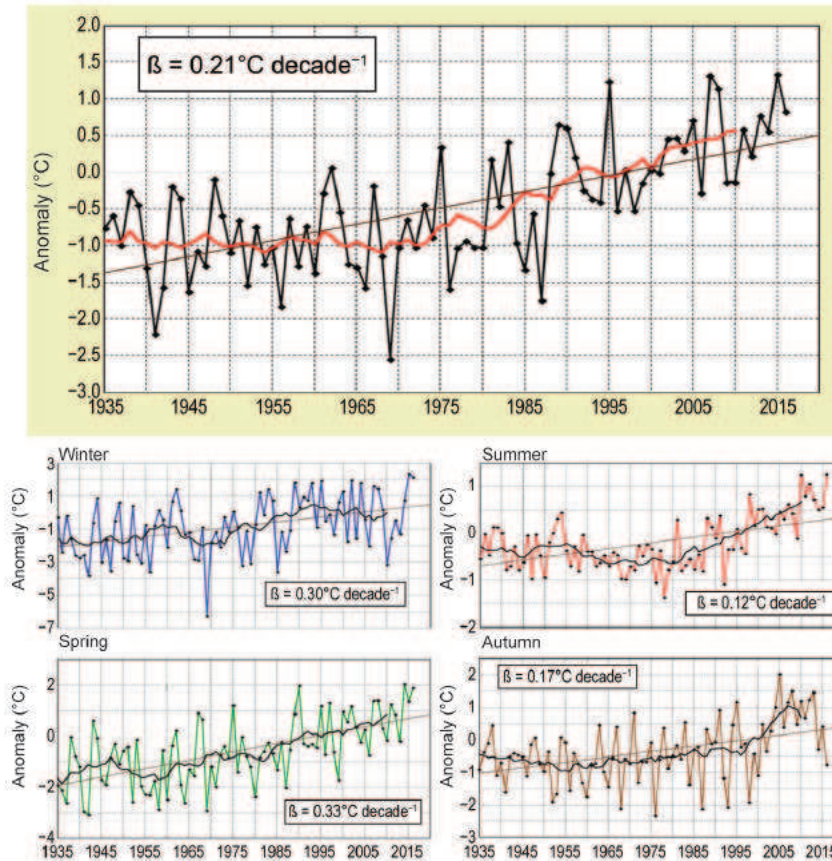 2.0
1.5
ß = 0.21°C decade⁻¹
1.0
0.5
0.0
−0.5
−1.0
−1.5
−2.0
−2.5
−3.0
Anomaly (°C)
1935 1945 1955 1965 1975 1985 1995 2005 2015
Winter
3
1
−1
−3
−5
−7
Anomaly (°C)
ß = 0.30°C decade⁻¹
Summer
1
0
−1
−2
Anomaly (°C)
ß = 0.12°C decade⁻¹
Spring
2
0
−2
−4
Anomaly (°C)
ß = 0.33°C decade⁻¹
1935 1945 1955 1965 1975 1985 1995 2005 2015
Autumn
2
1
0
−1
−2
−3
Anomaly (°C)
ß = 0.17°C decade⁻¹
1935 1945 1955 1965 1975 1985 1995 2005